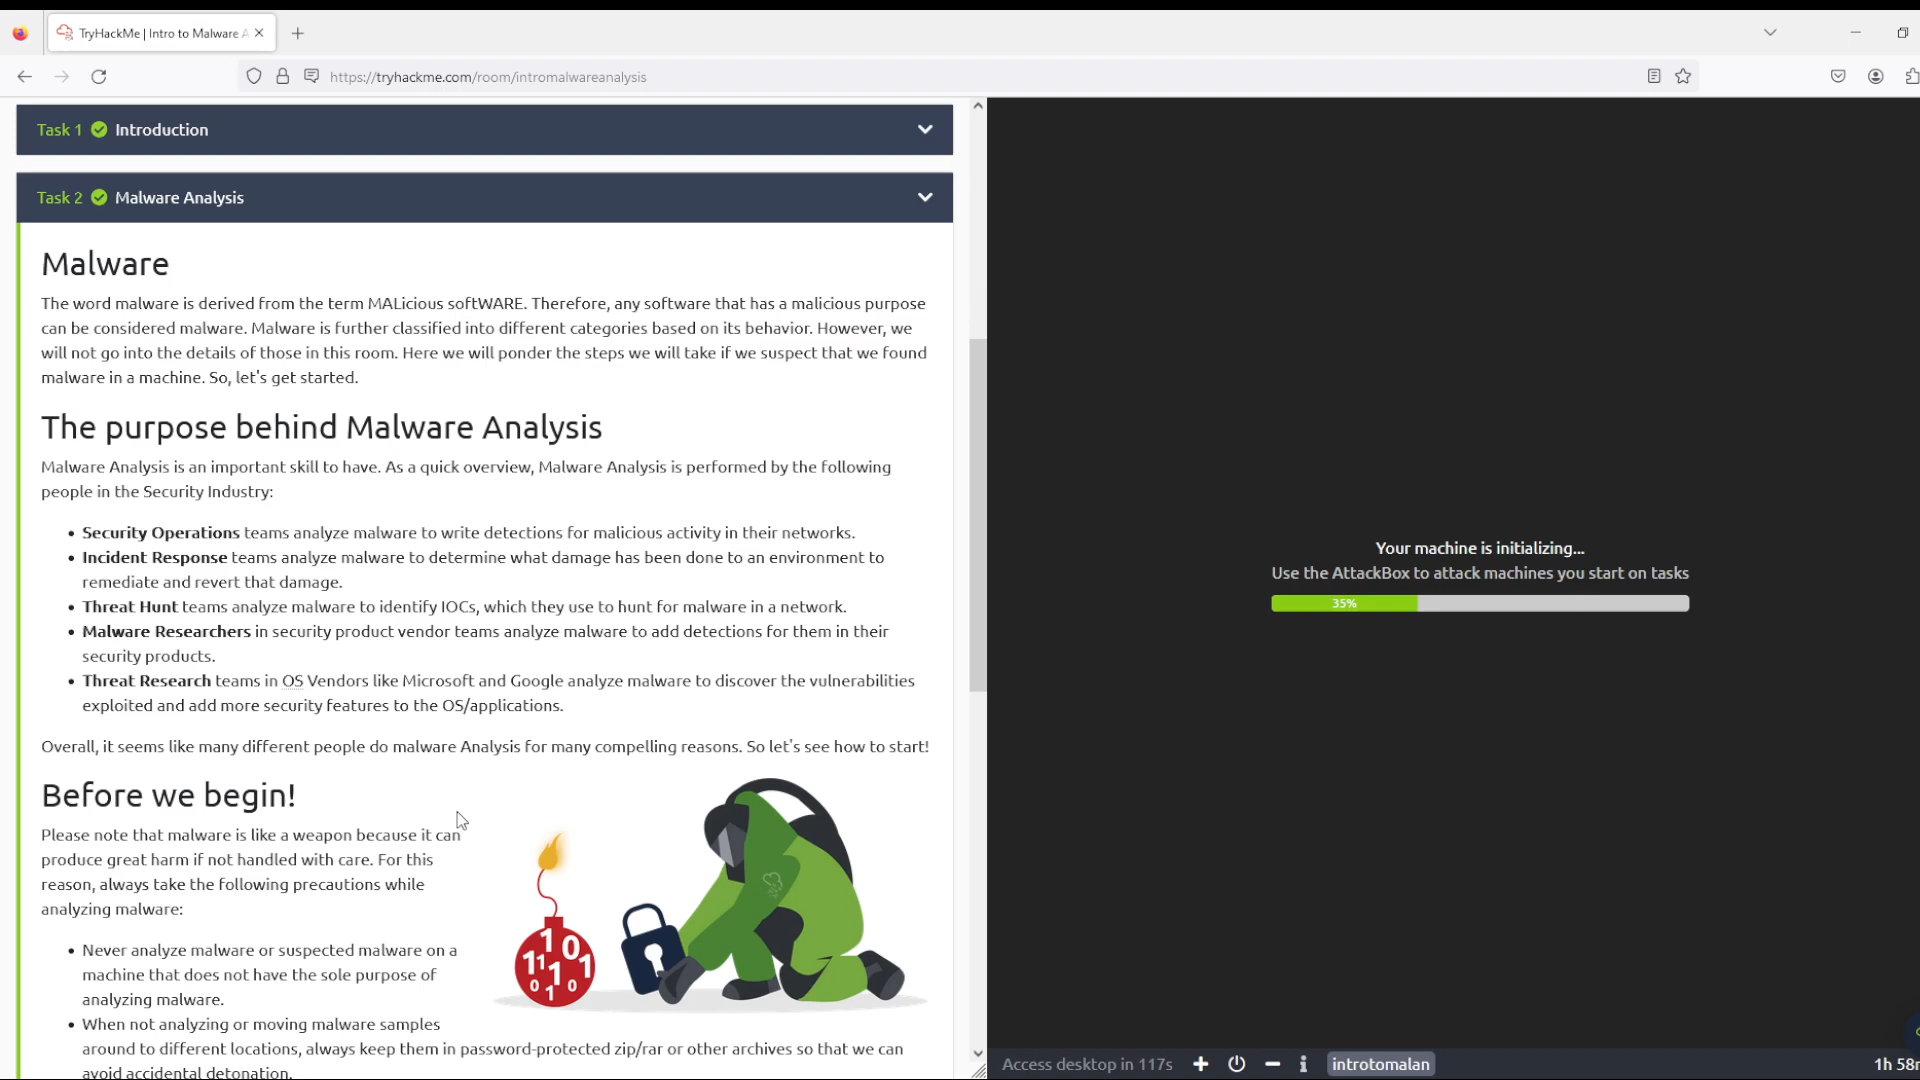 TryHackMe | Intro to Malware A
https://tryhackme.com/room/intromalwareanalysis
Task 1 Introduction
Task 2 Malware Analysis
Malware
The word malware is derived from the term MALicious softWARE. Therefore, any software that has a malicious purpose
can be considered malware. Malware is further classified into different categories based on its behavior. However, we
will not go into the details of those in this room. Here we will ponder the steps we will take if we suspect that we found
malware in a machine. So, let's get started.
The purpose behind Malware Analysis
Malware Analysis is an important skill to have. As a quick overview, Malware Analysis is performed by the following
people in the Security Industry:
• Security Operations teams analyze malware to write detections for malicious activity in their networks.
• Incident Response teams analyze malware to determine what damage has been done to an environment to
remediate and revert that damage.
• Threat Hunt teams analyze malware to identify IOCs, which they use to hunt for malware in a network.
• Malware Researchers in security product vendor teams analyze malware to add detections for them in their
security products.
• Threat Research teams in OS Vendors like Microsoft and Google analyze malware to discover the vulnerabilities
exploited and add more security features to the OS/applications.
Overall, it seems like many different people do malware Analysis for many compelling reasons. So let's see how to start!
Before we begin!
Please note that malware is like a weapon because it can
produce great harm if not handled with care. For this
reason, always take the following precautions while
analyzing malware:
• Never analyze malware or suspected malware on a
machine that does not have the sole purpose of
analyzing malware.
• When not analyzing or moving malware samples
around to different locations, always keep them in password-protected zip/rar or other archives so that we can
avoid accidental detonation.
1 0
1 1 1 0 1
0 1 0
Your machine is initializing...
Use the AttackBox to attack machines you start on tasks
35%
Access desktop in 117s
introtomalan
1h 58m